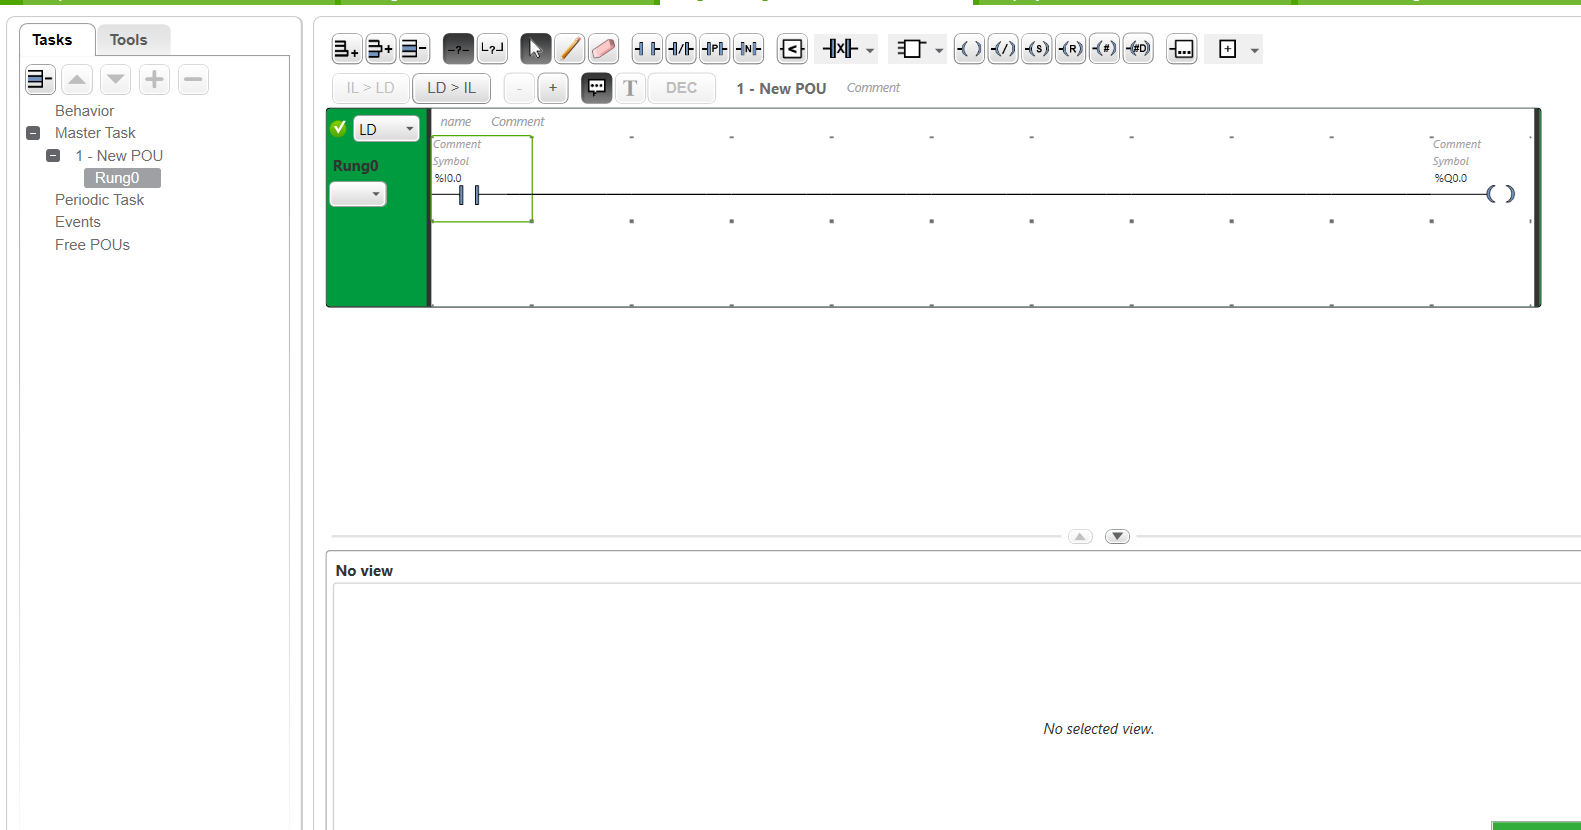 Tasks
Tools
Behavior
Master Task
1 - New POU
Rung0
Periodic Task
Events
Free POUs
-?-
?
/
P
N
<
X
( )
(/)
(S)
(R)
(#)
(#D)
...
+
IL > LD
LD > IL
-
+
T
DEC
1 - New POU
Comment
LD
name
Comment
Rung0
Comment
Symbol
%I0.0
Comment
Symbol
%Q0.0
No view
No selected view.